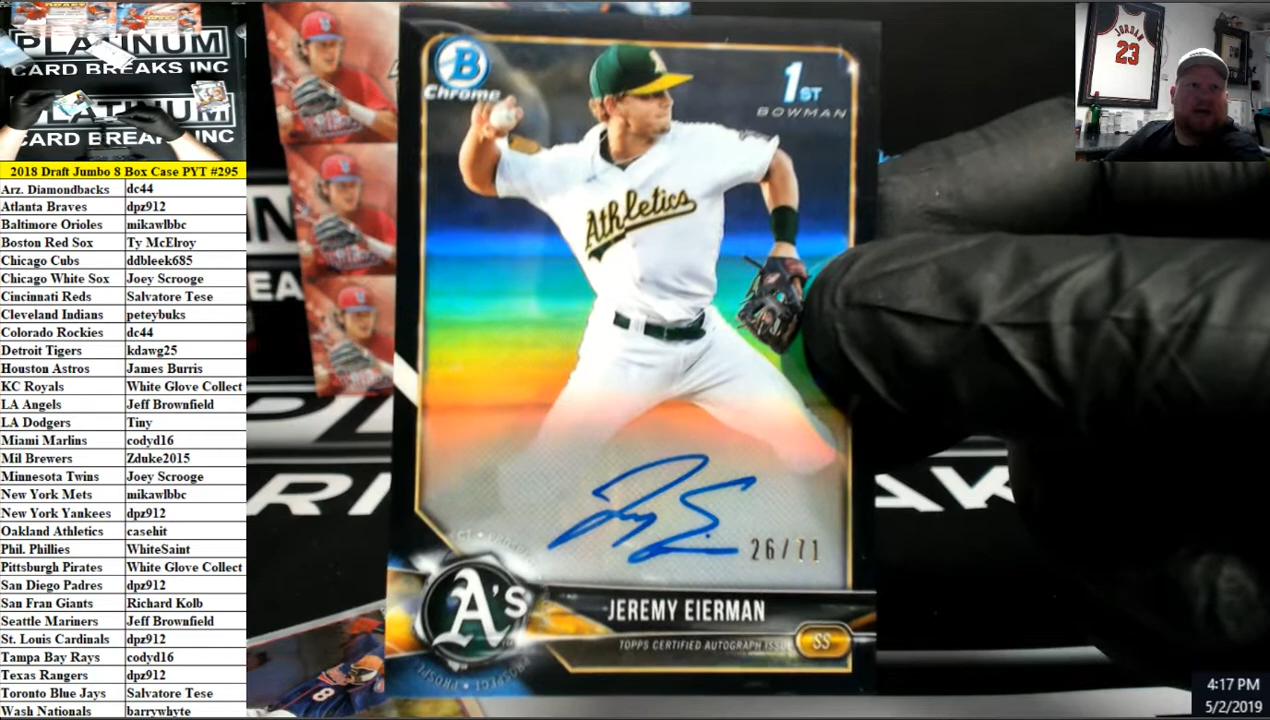 PLATINUM
CARD BREAKS INC
PLATINUM
CARD BREAKS INC
2018 Draft Jumbo 8 Box Case PYT #295
Arz. Diamondbacks dc44
Atlanta Braves dpz912
Baltimore Orioles mikawlbbc
Boston Red Sox Ty McElroy
Chicago Cubs ddbleek685
Chicago White Sox Joey Scrooge
Cincinnati Reds Salvatore Tese
Cleveland Indians peteybuks
Colorado Rockies dc44
Detroit Tigers kdawg25
Houston Astros James Burris
KC Royals White Glove Collect
LA Angels Jeff Brownfield
LA Dodgers Tiny
Miami Marlins codyd16
Mil Brewers Zduke2015
Minnesota Twins Joey Scrooge
New York Mets mikawlbbc
New York Yankees dpz912
Oakland Athletics casehit
Phil. Phillies WhiteSaint
Pittsburgh Pirates White Glove Collect
San Diego Padres dpz912
San Fran Giants Richard Kolb
Seattle Mariners Jeff Brownfield
St. Louis Cardinals dpz912
Tampa Bay Rays codyd16
Texas Rangers dpz912
Toronto Blue Jays Salvatore Tese
Wash Nationals barrywhyte
B
Chrome
1ST
BOWMAN
Athletics
26/71
A's
JEREMY EIERMAN
TOPPS CERTIFIED AUTOGRAPH ISSUE
SS
PROSPECT • PROSPE
8
JORDAN
23
4:17 PM
5/2/2019